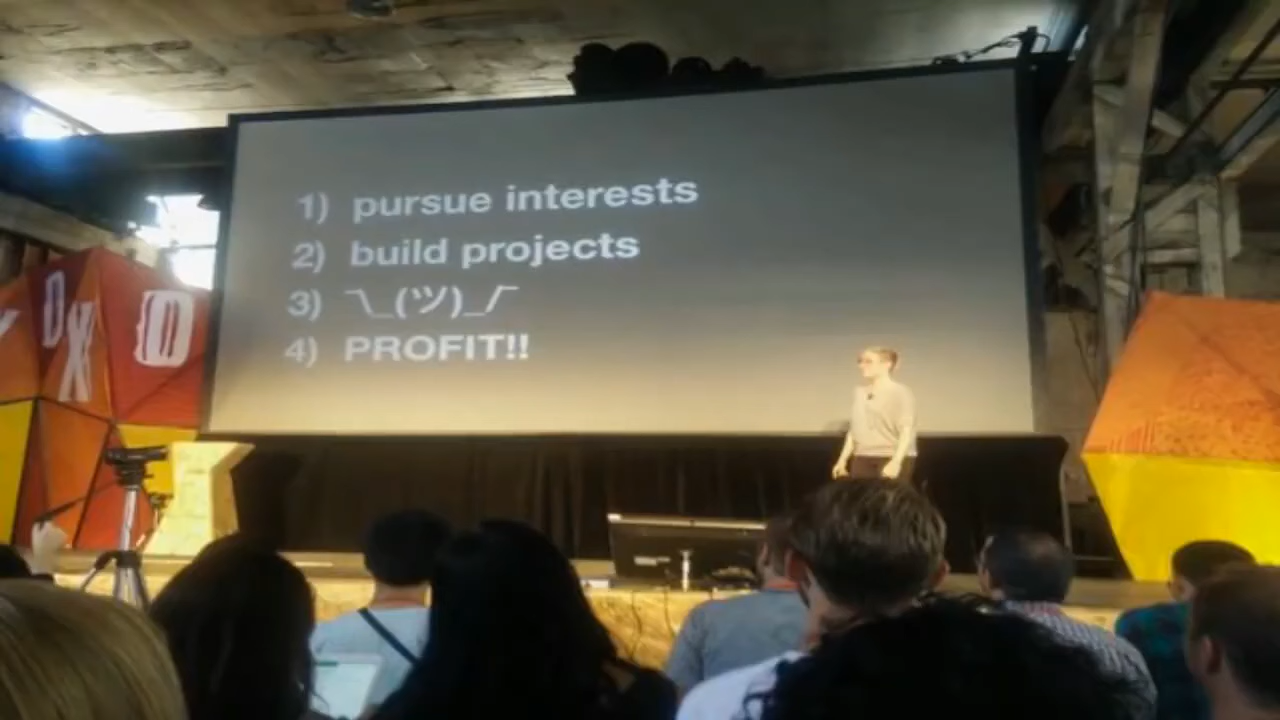 1) pursue interests
2) build projects
3) ¯\_(ツ)_/¯
4) PROFIT!!